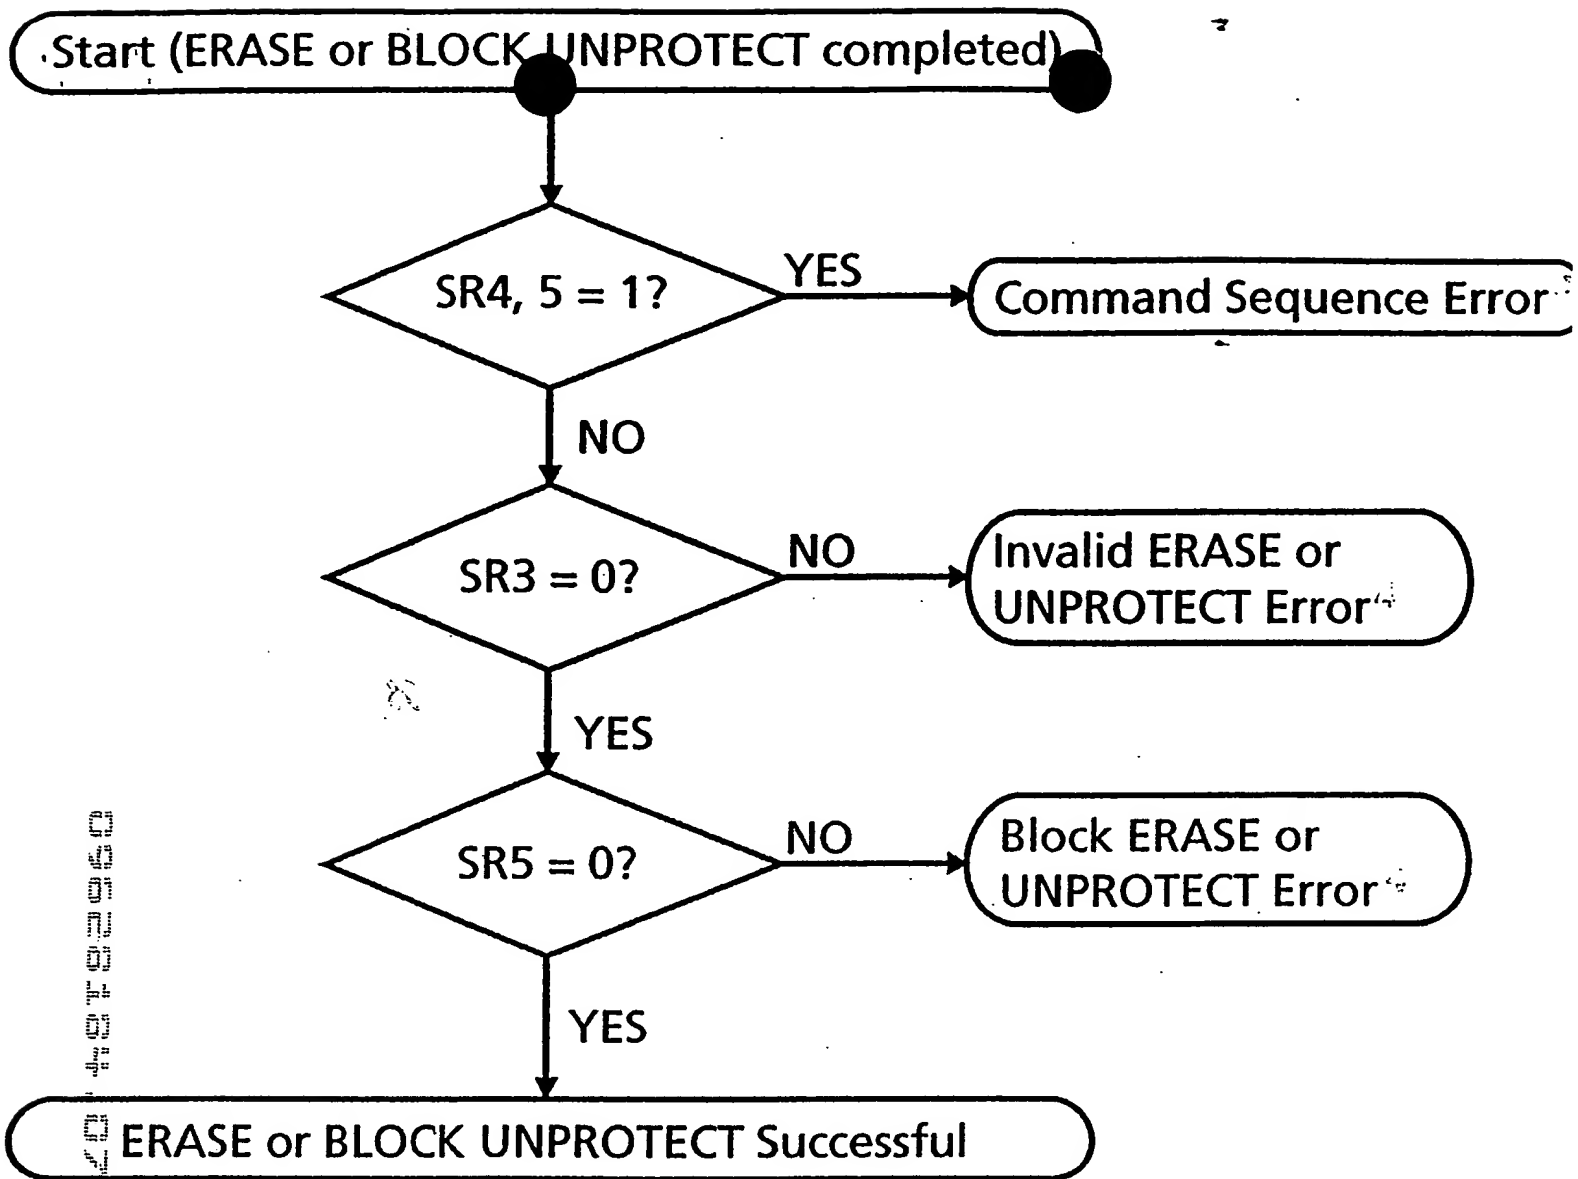 Start (ERASE or BLOCK UNPROTECT completed)
SR4, 5 = 1?
YES
Command Sequence Error
NO
SR3 = 0?
NO
Invalid ERASE or
UNPROTECT Error
YES
SR5 = 0?
NO
Block ERASE or
UNPROTECT Error
YES
ERASE or BLOCK UNPROTECT Successful